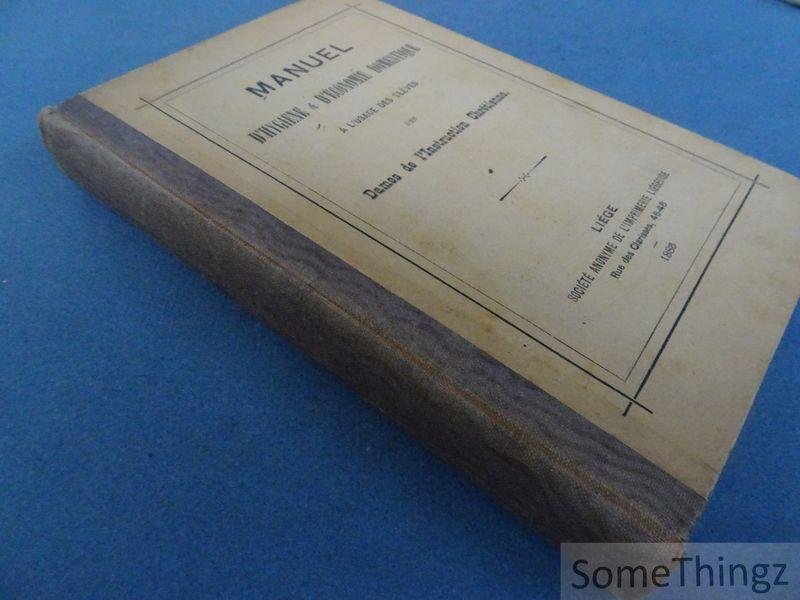 MANUEL
D'HYGIÈNE & D'ÉCONOMIE DOMESTIQUE
À L'USAGE DES ÉLÈVES
DES
Dames de l'Instruction Chrétienne.
LIÉGE
SOCIÉTÉ ANONYME DE L'IMPRIMERIE LIÉGEOISE
Rue des Clarisses, 46-48
1888
SomeThingz